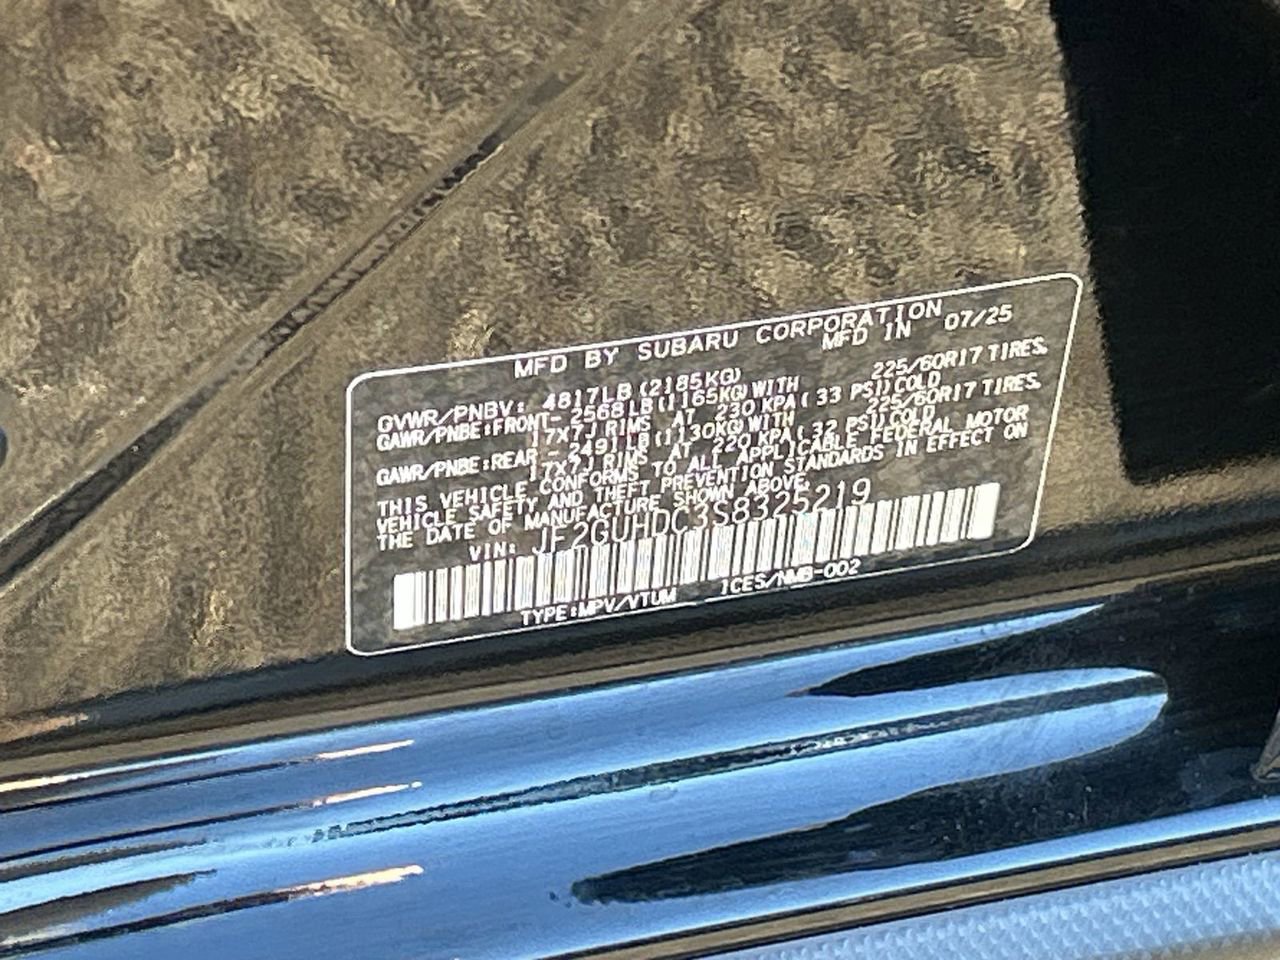 MFD BY SUBARU CORPORATION
MFD IN 07/25
GVWR/PNBV: 4817LB (2185KG)
GAWR/PNBE:FRONT- 2568LB(1165KG)WITH 225/60R17 TIRES,
17X7J RIMS AT 230 KPA( 33 PSI)COLD
GAWR/PNBE:REAR - 2491LB(1130KG)WITH 225/60R17 TIRES,
17X7J RIMS AT 220 KPA( 32 PSI)COLD
THIS VEHICLE CONFORMS TO ALL APPLICABLE FEDERAL MOTOR
VEHICLE SAFETY AND THEFT PREVENTION STANDARDS IN EFFECT ON
THE DATE OF MANUFACTURE SHOWN ABOVE.
VIN: JF2GUHDC3S8325219
TYPE:MPV/VTUM ICES/NMB-002